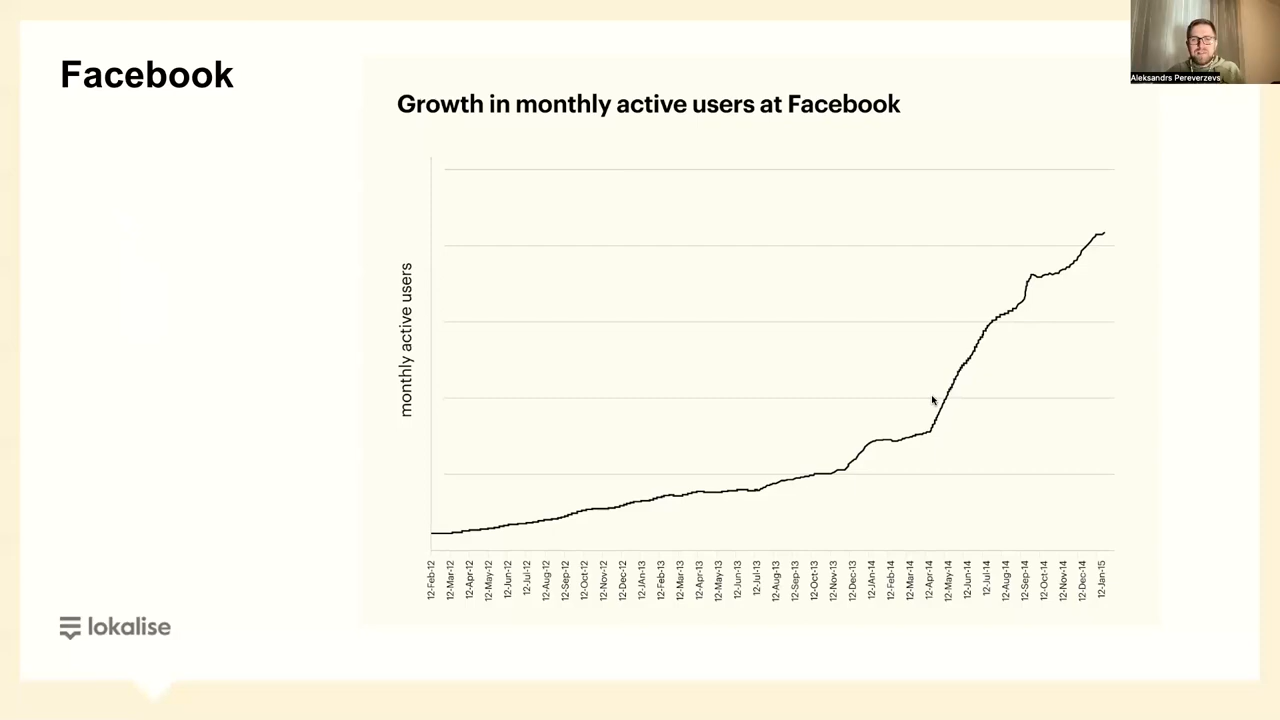 Facebook
Aleksandrs Pereverzevs
Growth in monthly active users at Facebook
monthly active users
12-Feb-12
12-Mar-12
12-Apr-12
12-May-12
12-Jun-12
12-Jul-12
12-Aug-12
12-Sep-12
12-Oct-12
12-Nov-12
12-Dec-12
12-JAn-13
12-Feb-13
12-Mar-13
12-Apr-13
12-May-13
12-Jun-13
12-Jul-13
12-Aug-13
12-Sep-13
12-Oct-13
12-Nov-13
12-Dec-13
12-JAn-14
12-Feb-14
12-Mar-14
12-Apr-14
12-May-14
12-Jun-14
12-Jul-14
12-Aug-14
12-Sep-14
12-Oct-14
12-Nov-14
12-Dec-14
12-Jan-15
lokalise